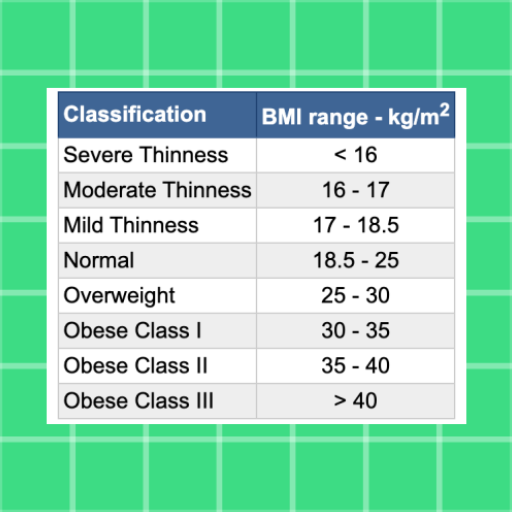 Classification BMI range - kg/m²
Severe Thinness < 16
Moderate Thinness 16 - 17
Mild Thinness 17 - 18.5
Normal 18.5 - 25
Overweight 25 - 30
Obese Class I 30 - 35
Obese Class II 35 - 40
Obese Class III > 40